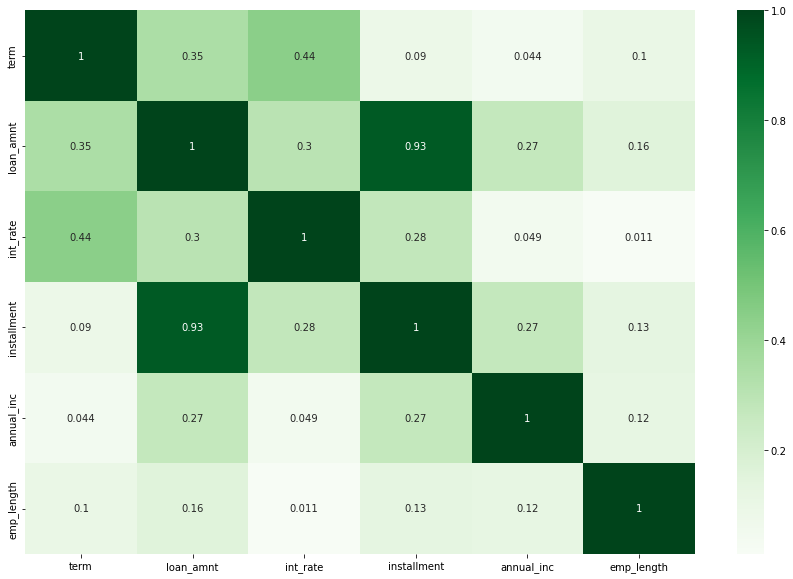 term 1 0.35 0.44 0.09 0.044 0.1
loan_amnt 0.35 1 0.3 0.93 0.27 0.16
int_rate 0.44 0.3 1 0.28 0.049 0.011
installment 0.09 0.93 0.28 1 0.27 0.13
annual_inc 0.044 0.27 0.049 0.27 1 0.12
emp_length 0.1 0.16 0.011 0.13 0.12 1
term loan_amnt int_rate installment annual_inc emp_length
1.0
0.8
0.6
0.4
0.2